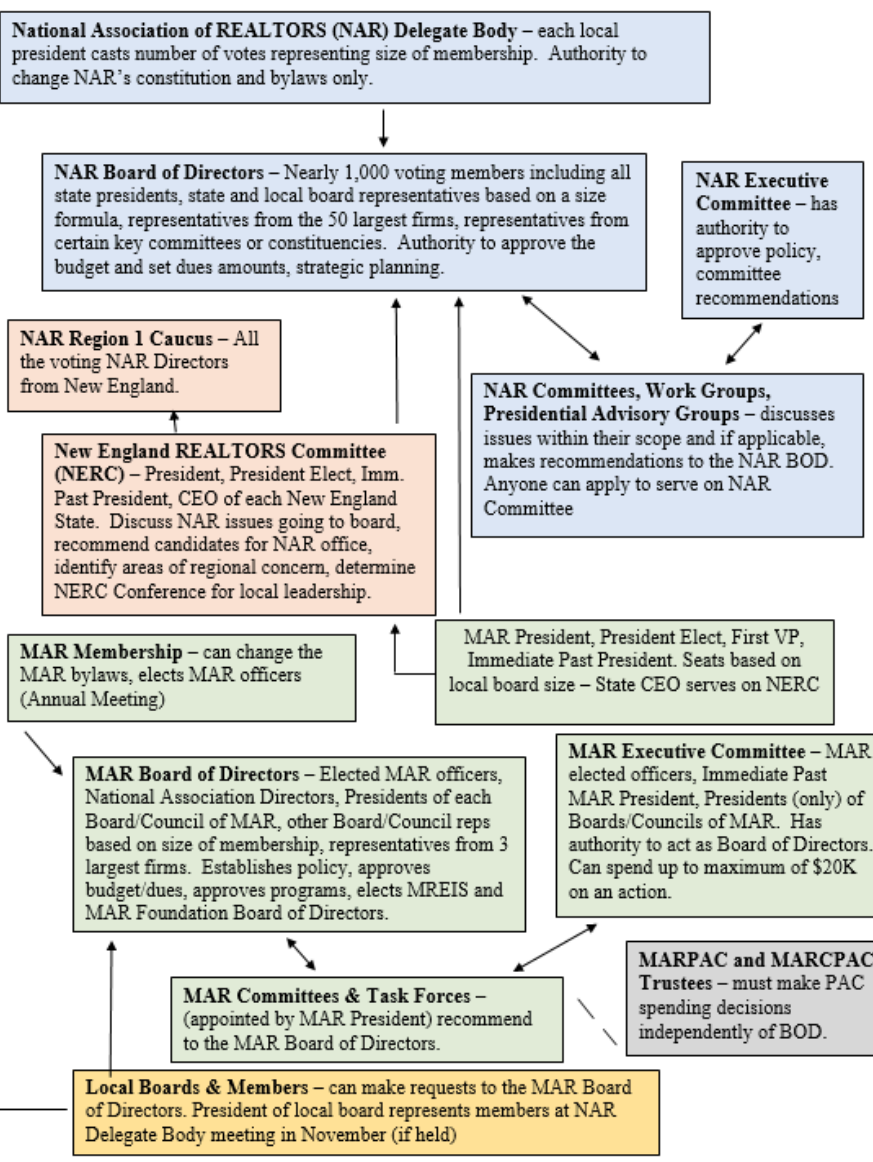 National Association of REALTORS (NAR) Delegate Body – each local
president casts number of votes representing size of membership.  Authority to
change NAR's constitution and bylaws only.
NAR Board of Directors – Nearly 1,000 voting members including all
state presidents, state and local board representatives based on a size
formula, representatives from the 50 largest firms, representatives from
certain key committees or constituencies.  Authority to approve the
budget and set dues amounts, strategic planning.
NAR Executive
Committee – has
authority to
approve policy,
committee
recommendations
NAR Region 1 Caucus – All
the voting NAR Directors
from New England.
NAR Committees, Work Groups,
Presidential Advisory Groups – discusses
issues within their scope and if applicable,
makes recommendations to the NAR BOD.
Anyone can apply to serve on NAR
Committee
New England REALTORS Committee
(NERC) – President, President Elect, Imm.
Past President, CEO of each New England
State.  Discuss NAR issues going to board,
recommend candidates for NAR office,
identify areas of regional concern, determine
NERC Conference for local leadership.
MAR President, President Elect, First VP,
Immediate Past President. Seats based on
local board size – State CEO serves on NERC
MAR Membership – can change the
MAR bylaws, elects MAR officers
(Annual Meeting)
MAR Board of Directors – Elected MAR officers,
National Association Directors, Presidents of each
Board/Council of MAR, other Board/Council reps
based on size of membership, representatives from 3
largest firms.  Establishes policy, approves
budget/dues, approves programs, elects MREIS and
MAR Foundation Board of Directors.
MAR Executive Committee – MAR
elected officers, Immediate Past
MAR President, Presidents (only) of
Boards/Councils of MAR.  Has
authority to act as Board of Directors.
Can spend up to maximum of $20K
on an action.
MARPAC and MARCPAC
Trustees – must make PAC
spending decisions
independently of BOD.
MAR Committees & Task Forces –
(appointed by MAR President) recommend
to the MAR Board of Directors.
Local Boards & Members – can make requests to the MAR Board
of Directors. President of local board represents members at NAR
Delegate Body meeting in November (if held)